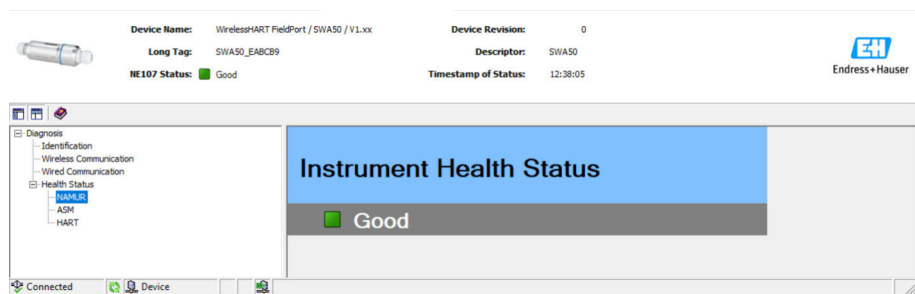 Device Name: WirelessHART FieldPort / SWA50 / V1.xx Device Revision: 0
Long Tag: SWA50_EABCB9 Descriptor: SWA50
NE107 Status: Good Timestamp of Status: 12:38:05
EH
Endress+Hauser
Diagnosis
Identification
Wireless Communication
Wired Communication
Health Status
NAMUR
ASM
HART
Instrument Health Status
Good
Connected Device